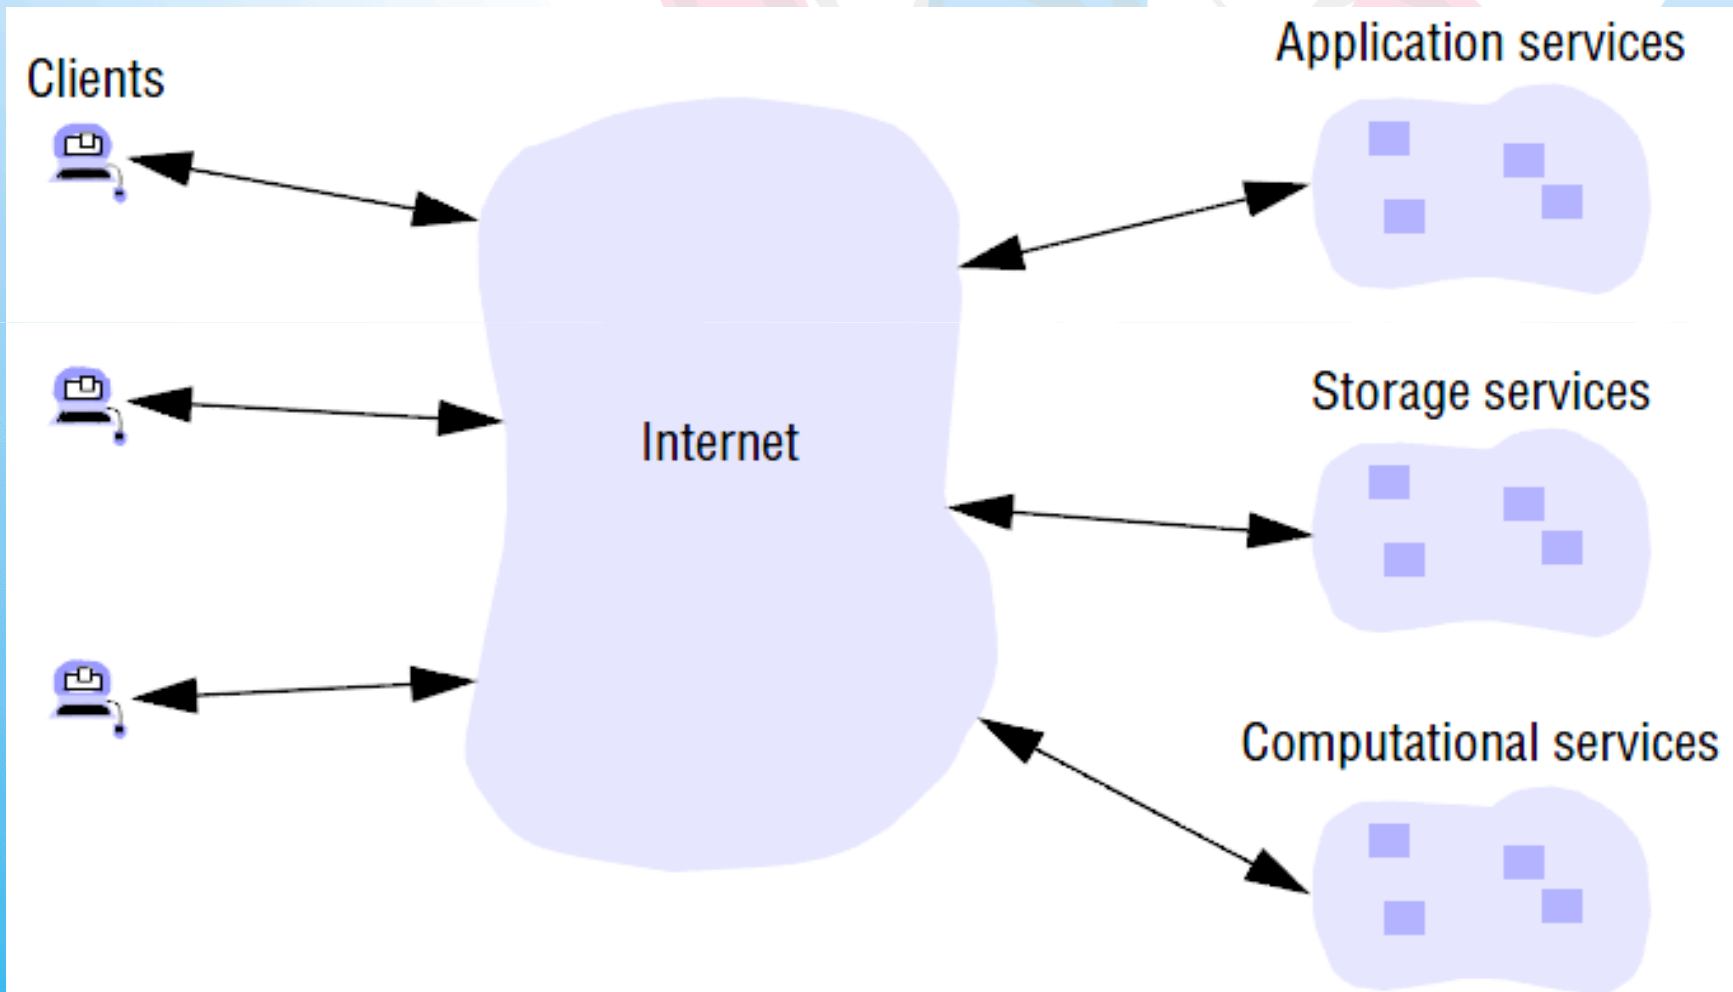 Clients
Application services
Internet
Storage services
Computational services